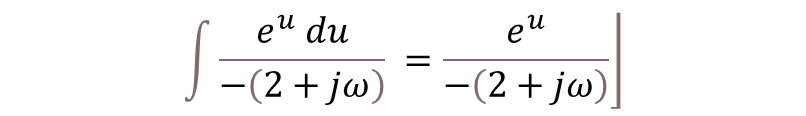 ∫ e^u du / −(2 + jω) = e^u / −(2 + jω) ⌋